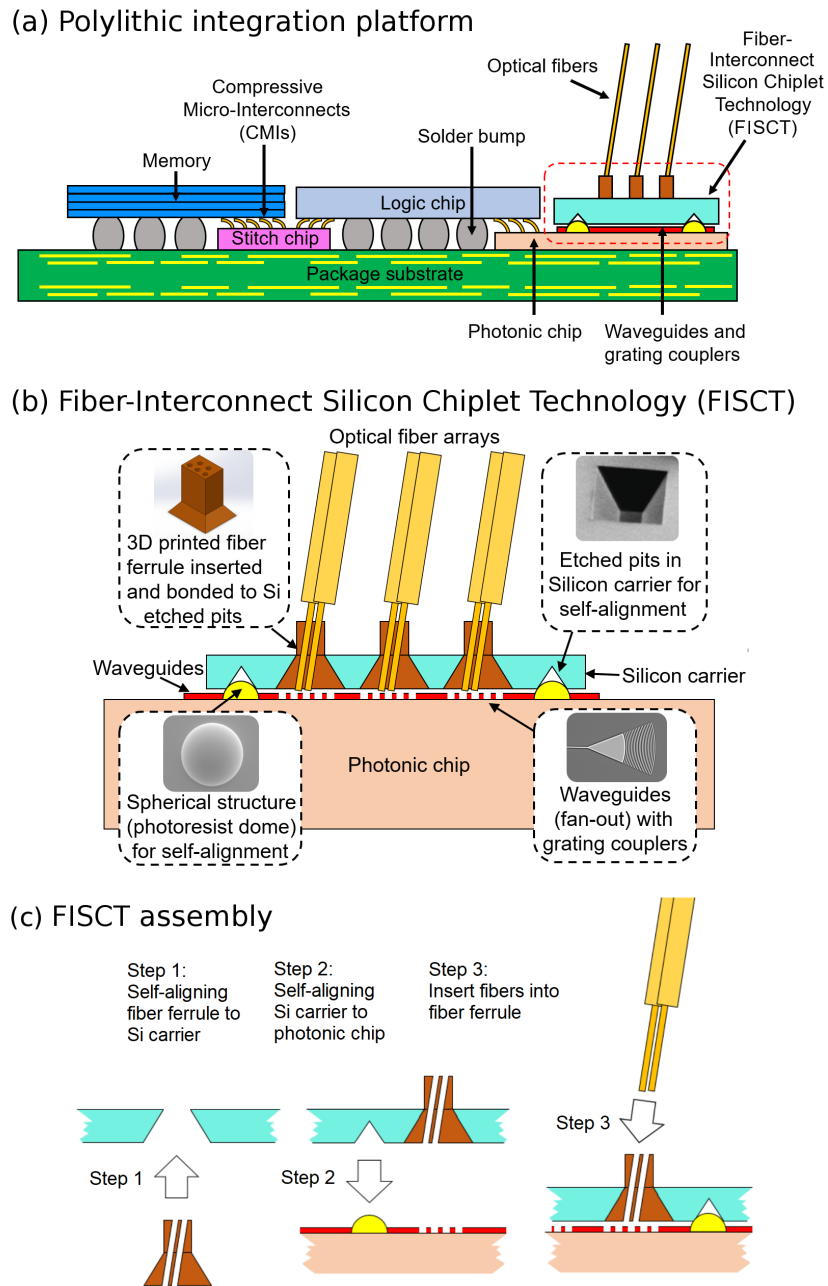 (a) Polylithic integration platform
Fiber-
Interconnect
Silicon Chiplet
Technology
(FISCT)
Optical fibers
Compressive
Micro-Interconnects
(CMIs)
Solder bump
Memory
Logic chip
Stitch chip
Package substrate
Photonic chip
Waveguides and
grating couplers
(b) Fiber-Interconnect Silicon Chiplet Technology (FISCT)
Optical fiber arrays
3D printed fiber
ferrule inserted
and bonded to Si
etched pits
Etched pits in
Silicon carrier for
self-alignment
Waveguides
Silicon carrier
Photonic chip
Spherical structure
(photoresist dome)
for self-alignment
Waveguides
(fan-out) with
grating couplers
(c) FISCT assembly
Step 1:
Self-aligning
fiber ferrule to
Si carrier
Step 2:
Self-aligning
Si carrier to
photonic chip
Step 3:
Insert fibers into
fiber ferrule
Step 1
Step 2
Step 3